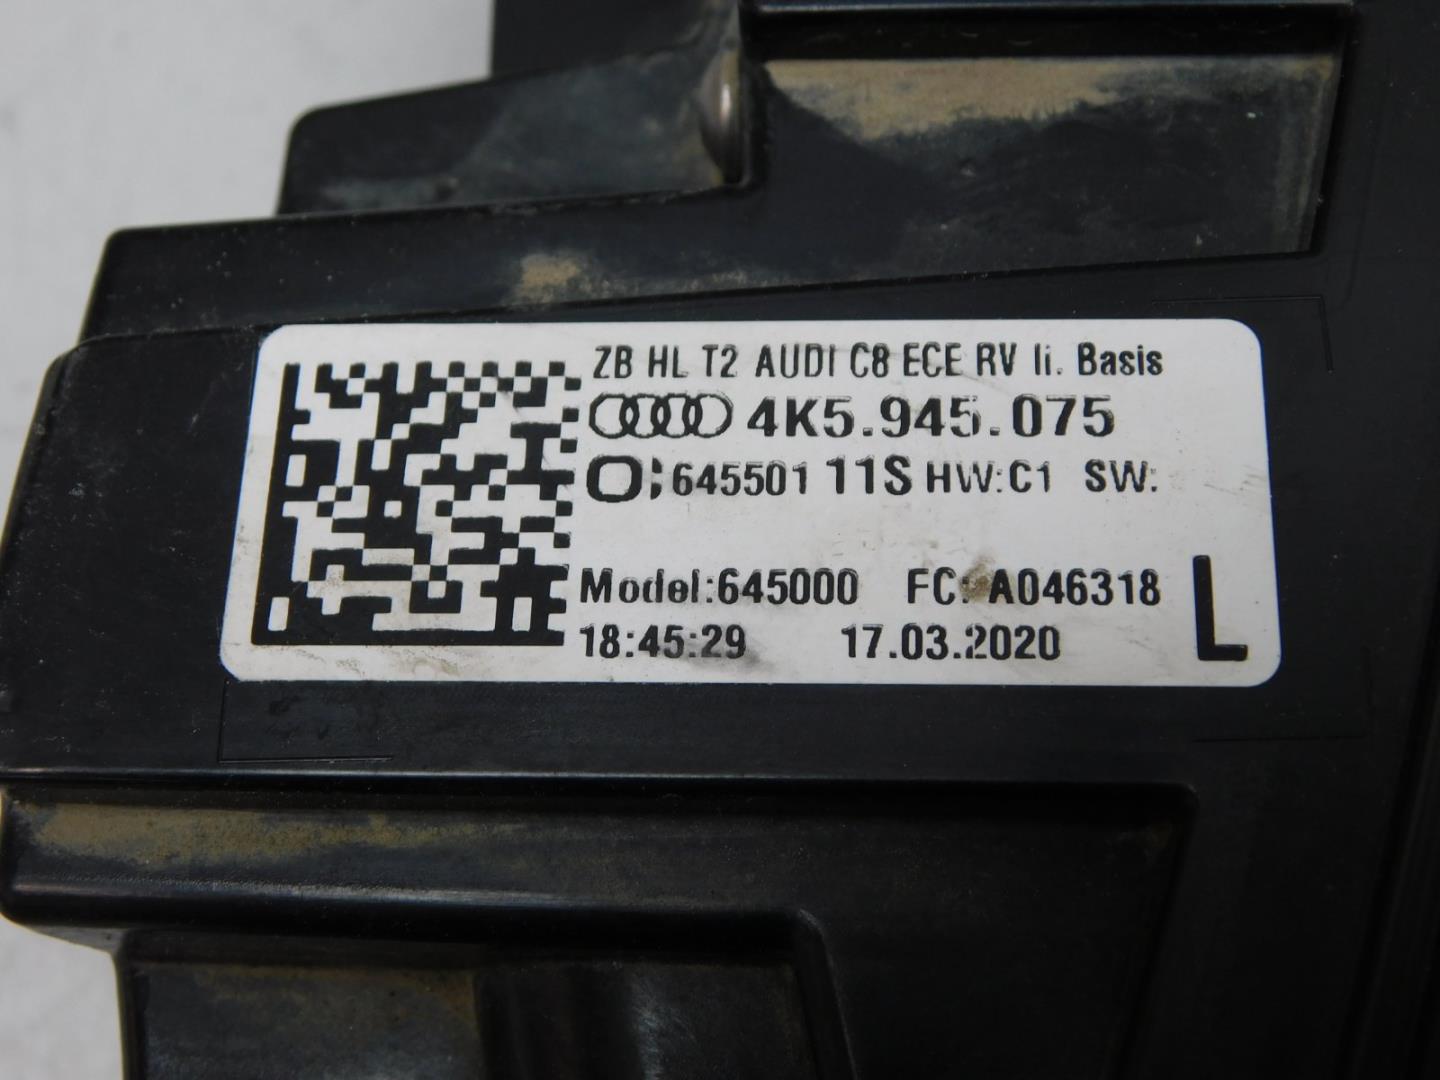 ZB HL T2 AUDI C8 ECE RV li. Basis
4K5.945.075
O;645501 11S HW:C1 SW:
Model:645000 FC: A046318
18:45:29 17.03.2020
L